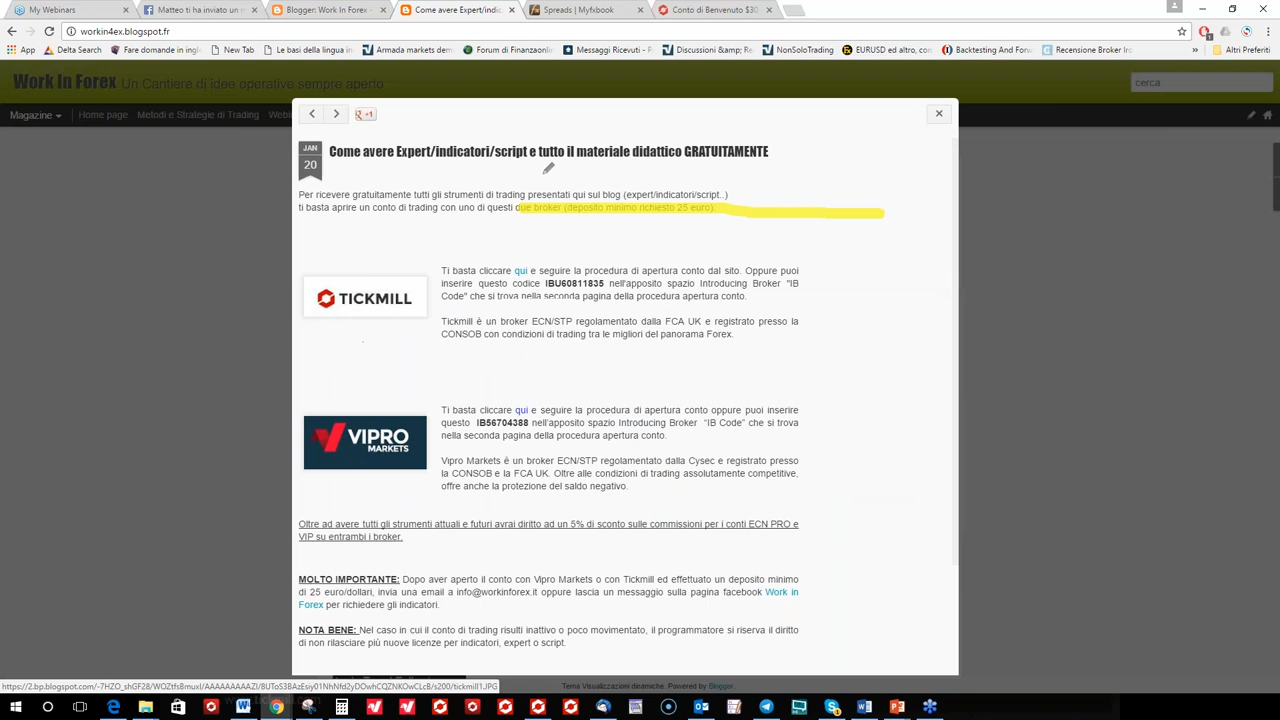 My Webinars
Matteo ti ha inviato un m
Blogger: Work In Forex -
Come avere Expert/indic
Spreads | Myfxbook
Conto di Benvenuto $30
workin4ex.blogspot.fr
App
Delta Search
Fare domande in ingle
New Tab
Le basi della lingua i
Armada markets dem
Forum di Finanzaonlin
Messaggi Ricevuti - P
Discussioni &amp; Re
NonSoloTrading
EURUSD ed altro, con
Backtesting And Forw
Recensione Broker Ir
Altri Preferiti
Work In Forex Un Cantiere di idee operative sempre aperto
cerca
Magazine
Home page
Metodi e Strategie di Trading
+1
JAN
20
Come avere Expert/indicatori/script e tutto il materiale didattico GRATUITAMENTE
Per ricevere gratuitamente tutti gli strumenti di trading presentati qui sul blog (expert/indicatori/script..)
ti basta aprire un conto di trading con uno di questi due broker (deposito minimo richiesto 25 euro):
TICKMILL
Ti basta cliccare qui e seguire la procedura di apertura conto dal sito. Oppure puoi
inserire questo codice IBU60811835 nell'apposito spazio Introducing Broker "IB
Code" che si trova nella seconda pagina della procedura apertura conto.
Tickmill è un broker ECN/STP regolamentato dalla FCA UK e registrato presso la
CONSOB con condizioni di trading tra le migliori del panorama Forex.
VIPRO
MARKETS
Ti basta cliccare qui e seguire la procedura di apertura conto oppure puoi inserire
questo IB56704388 nell'apposito spazio Introducing Broker “IB Code” che si trova
nella seconda pagina della procedura apertura conto.
Vipro Markets è un broker ECN/STP regolamentato dalla Cysec e registrato presso
la CONSOB e la FCA UK. Oltre alle condizioni di trading assolutamente competitive,
offre anche la protezione del saldo negativo.
Oltre ad avere tutti gli strumenti attuali e futuri avrai diritto ad un 5% di sconto sulle commissioni per i conti ECN PRO e
VIP su entrambi i broker.
MOLTO IMPORTANTE: Dopo aver aperto il conto con Vipro Markets o con Tickmill ed effettuato un deposito minimo
di 25 euro/dollari, invia una email a info@workinforex.it oppure lascia un messaggio sulla pagina facebook Work in
Forex per richiedere gli indicatori.
NOTA BENE: Nel caso in cui il conto di trading risulti inattivo o poco movimentato, il programmatore si riserva il diritto
di non rilasciare più nuove licenze per indicatori, expert o script.
Tema Visualizzazioni dinamiche. Powered by Blogger.